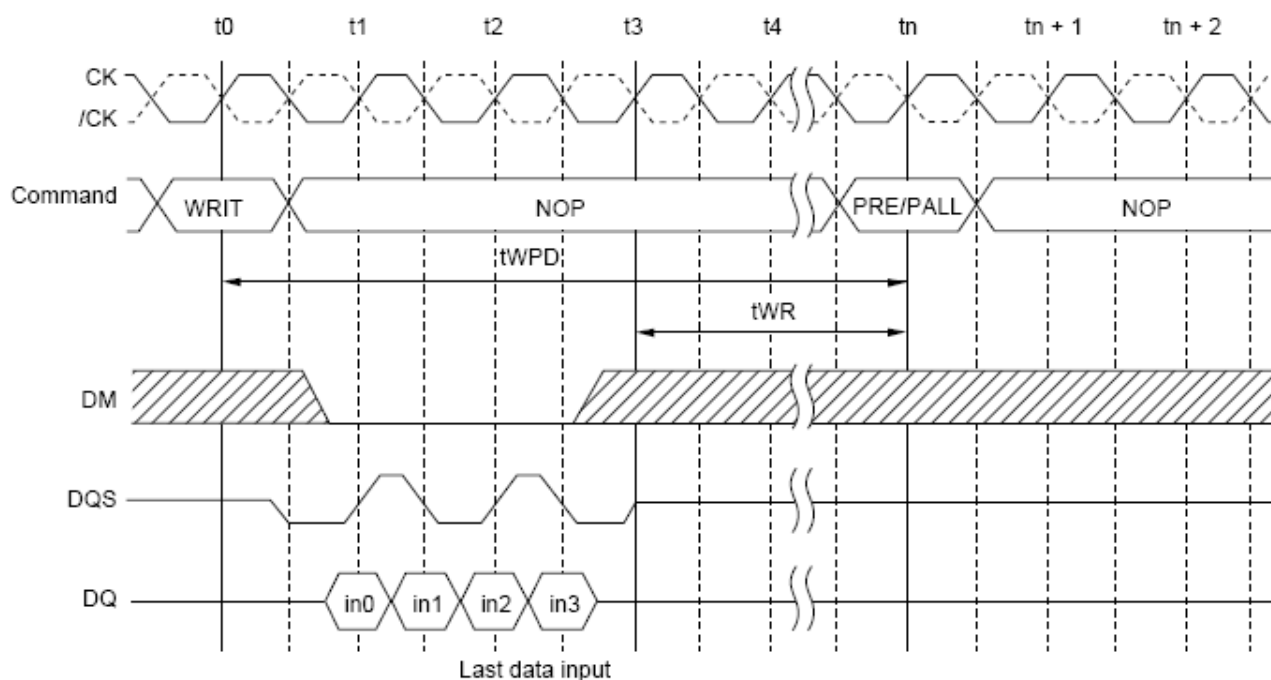 t0 t1 t2 t3 t4 tn tn + 1 tn + 2
CK
/CK
Command WRIT NOP PRE/PALL NOP
tWPD
tWR
DM
DQS
DQ in0 in1 in2 in3
Last data input